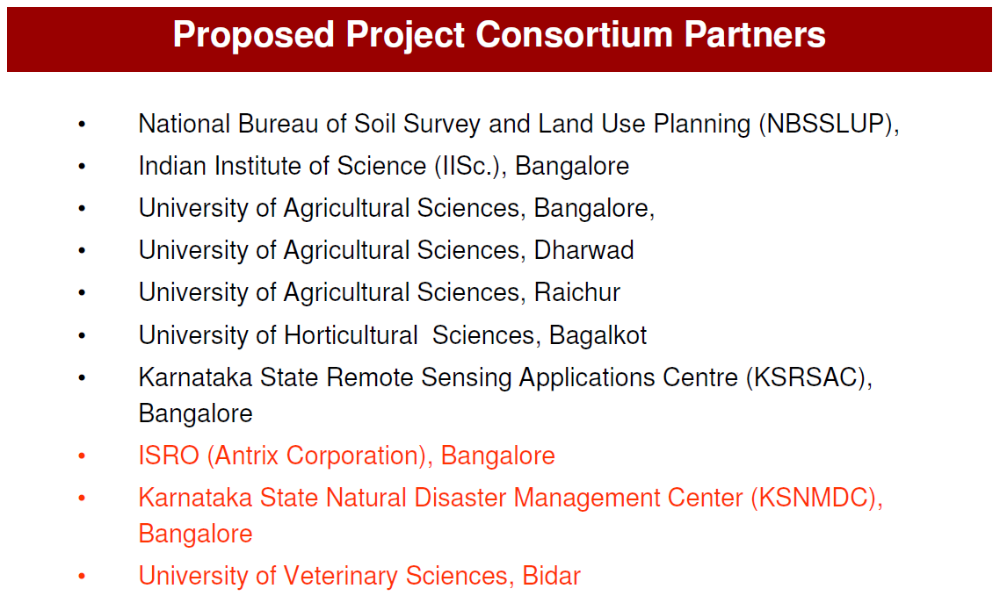 Proposed Project Consortium Partners
• National Bureau of Soil Survey and Land Use Planning (NBSSLUP),
• Indian Institute of Science (IISc.), Bangalore
• University of Agricultural Sciences, Bangalore,
• University of Agricultural Sciences, Dharwad
• University of Agricultural Sciences, Raichur
• University of Horticultural  Sciences, Bagalkot
• Karnataka State Remote Sensing Applications Centre (KSRSAC),
Bangalore
• ISRO (Antrix Corporation), Bangalore
• Karnataka State Natural Disaster Management Center (KSNMDC),
Bangalore
• University of Veterinary Sciences, Bidar